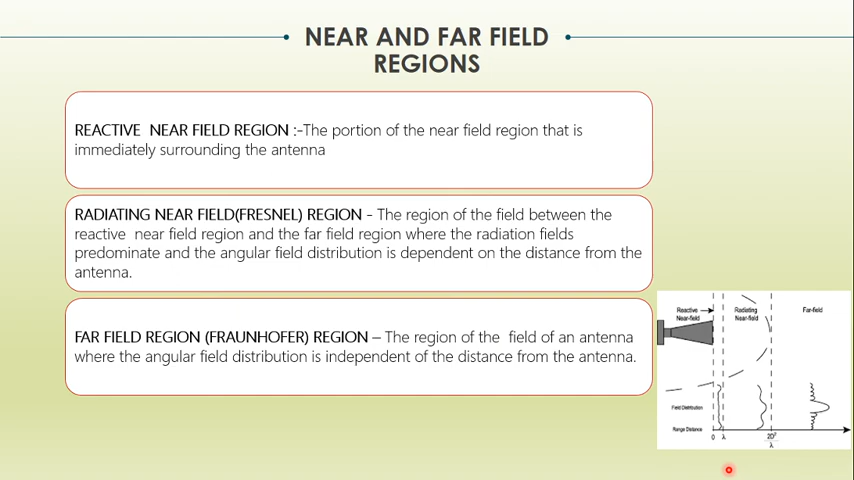 NEAR AND FAR FIELD
REGIONS
REACTIVE  NEAR FIELD REGION :-The portion of the near field region that is
immediately surrounding the antenna
RADIATING NEAR FIELD(FRESNEL) REGION - The region of the field between the
reactive  near field region and the far field region where the radiation fields
predominate and the angular field distribution is dependent on the distance from the
antenna.
FAR FIELD REGION (FRAUNHOFER) REGION – The region of the  field of an antenna
where the angular field distribution is independent of the distance from the antenna.
Reactive
Near-field
Radiating
Near-field
Far-field
Field Distribution
Range Distance
0 λ 2D²
λ